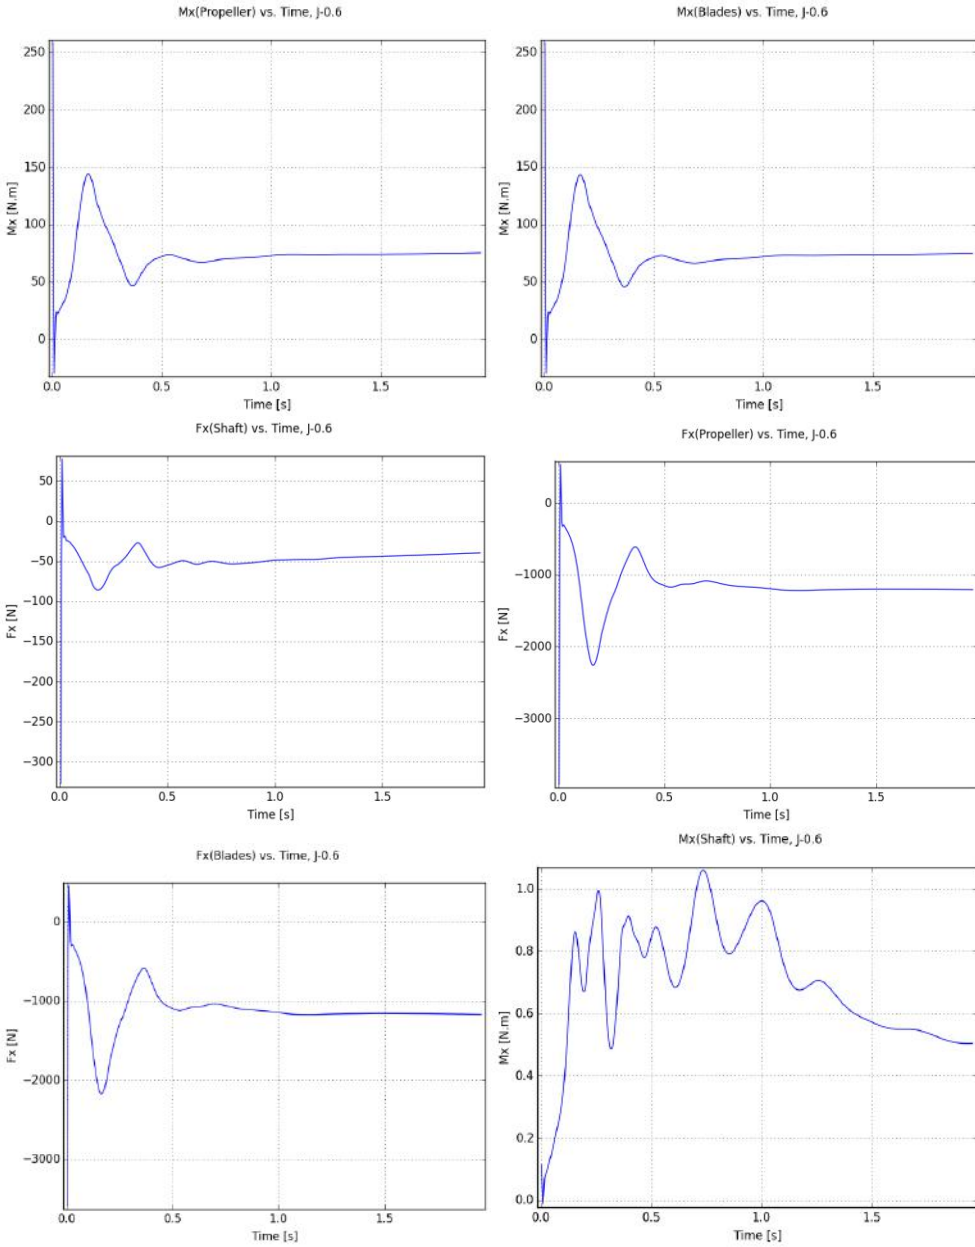 Mx(Propeller) vs. Time, J-0.6
Mx [N.m]
250
200
150
100
50
0
0.0 0.5 1.0 1.5
Time [s]
Mx(Blades) vs. Time, J-0.6
Mx [N.m]
250
200
150
100
50
0
0.0 0.5 1.0 1.5
Time [s]
Fx(Shaft) vs. Time, J-0.6
Fx [N]
50
0
−50
−100
−150
−200
−250
−300
0.0 0.5 1.0 1.5
Time [s]
Fx(Propeller) vs. Time, J-0.6
Fx [N]
0
−1000
−2000
−3000
0.0 0.5 1.0 1.5
Time [s]
Fx(Blades) vs. Time, J-0.6
Fx [N]
0
−1000
−2000
−3000
0.0 0.5 1.0 1.5
Time [s]
Mx(Shaft) vs. Time, J-0.6
Mx [N.m]
1.0
0.8
0.6
0.4
0.2
0.0
0.0 0.5 1.0 1.5
Time [s]